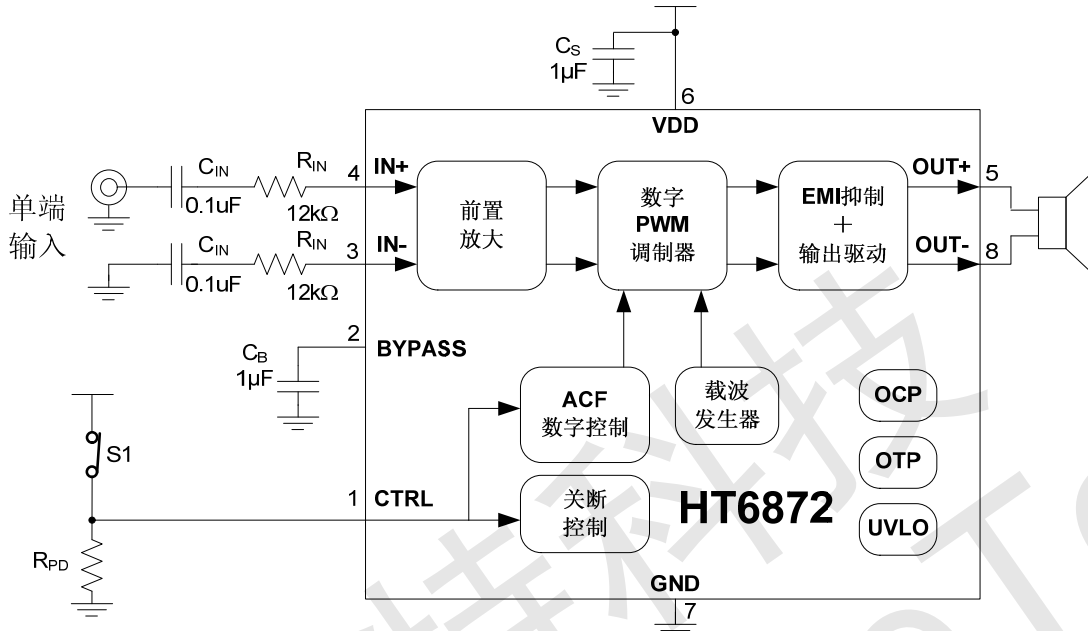 CS
1µF
6
VDD
单端
输入
CIN
0.1uF
RIN
12kΩ
4
IN+
CIN
0.1uF
RIN
12kΩ
3
IN-
前置
放大
数字
PWM
调制器
EMI抑制
+
输出驱动
OUT+
5
OUT-
8
CB
1µF
2
BYPASS
ACF
数字控制
载波
发生器
OCP
OTP
UVLO
S1
1
CTRL
关断
控制
HT6872
RPD
GND
7
特科技